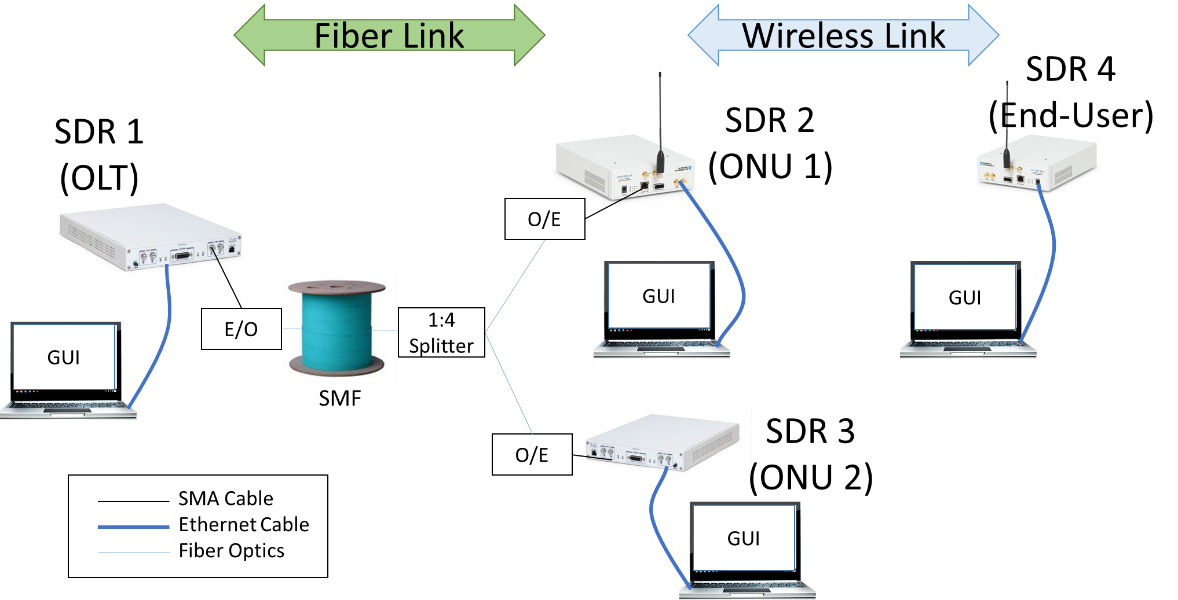 Fiber Link
Wireless Link
SDR 1
(OLT)
SDR 2
(ONU 1)
SDR 4
(End-User)
O/E
E/O
1:4
Splitter
SMF
GUI
GUI
GUI
O/E
SDR 3
(ONU 2)
GUI
SMA Cable
Ethernet Cable
Fiber Optics